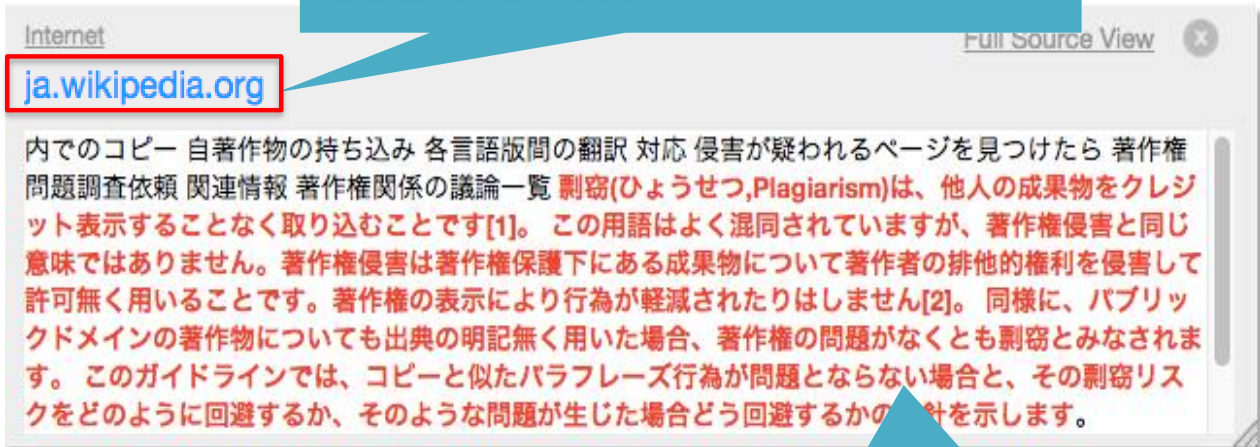 Internet
Full Source View
ja.wikipedia.org
内でのコピー 自著作物の持ち込み 各言語版間の翻訳 対応 侵害が疑われるページを見つけたら 著作権
問題調査依頼 関連情報 著作権関係の議論一覧 剽窃(ひょうせつ,Plagiarism)は、他人の成果物をクレジ
ット表示することなく取り込むことです[1]。 この用語はよく混同されていますが、著作権侵害と同じ
意味ではありません。著作権侵害は著作権保護下にある成果物について著作者の排他的権利を侵害して
許可無く用いることです。著作権の表示により行為が軽減されたりはしません[2]。 同様に、パブリッ
クドメインの著作物についても出典の明記無く用いた場合、著作権の問題がなくとも剽窃とみなされま
す。 このガイドラインでは、コピーと似たパラフレーズ行為が問題とならない場合と、その剽窃リス
クをどのように回避するか、そのような問題が生じた場合どう回避するかの 針を示します。